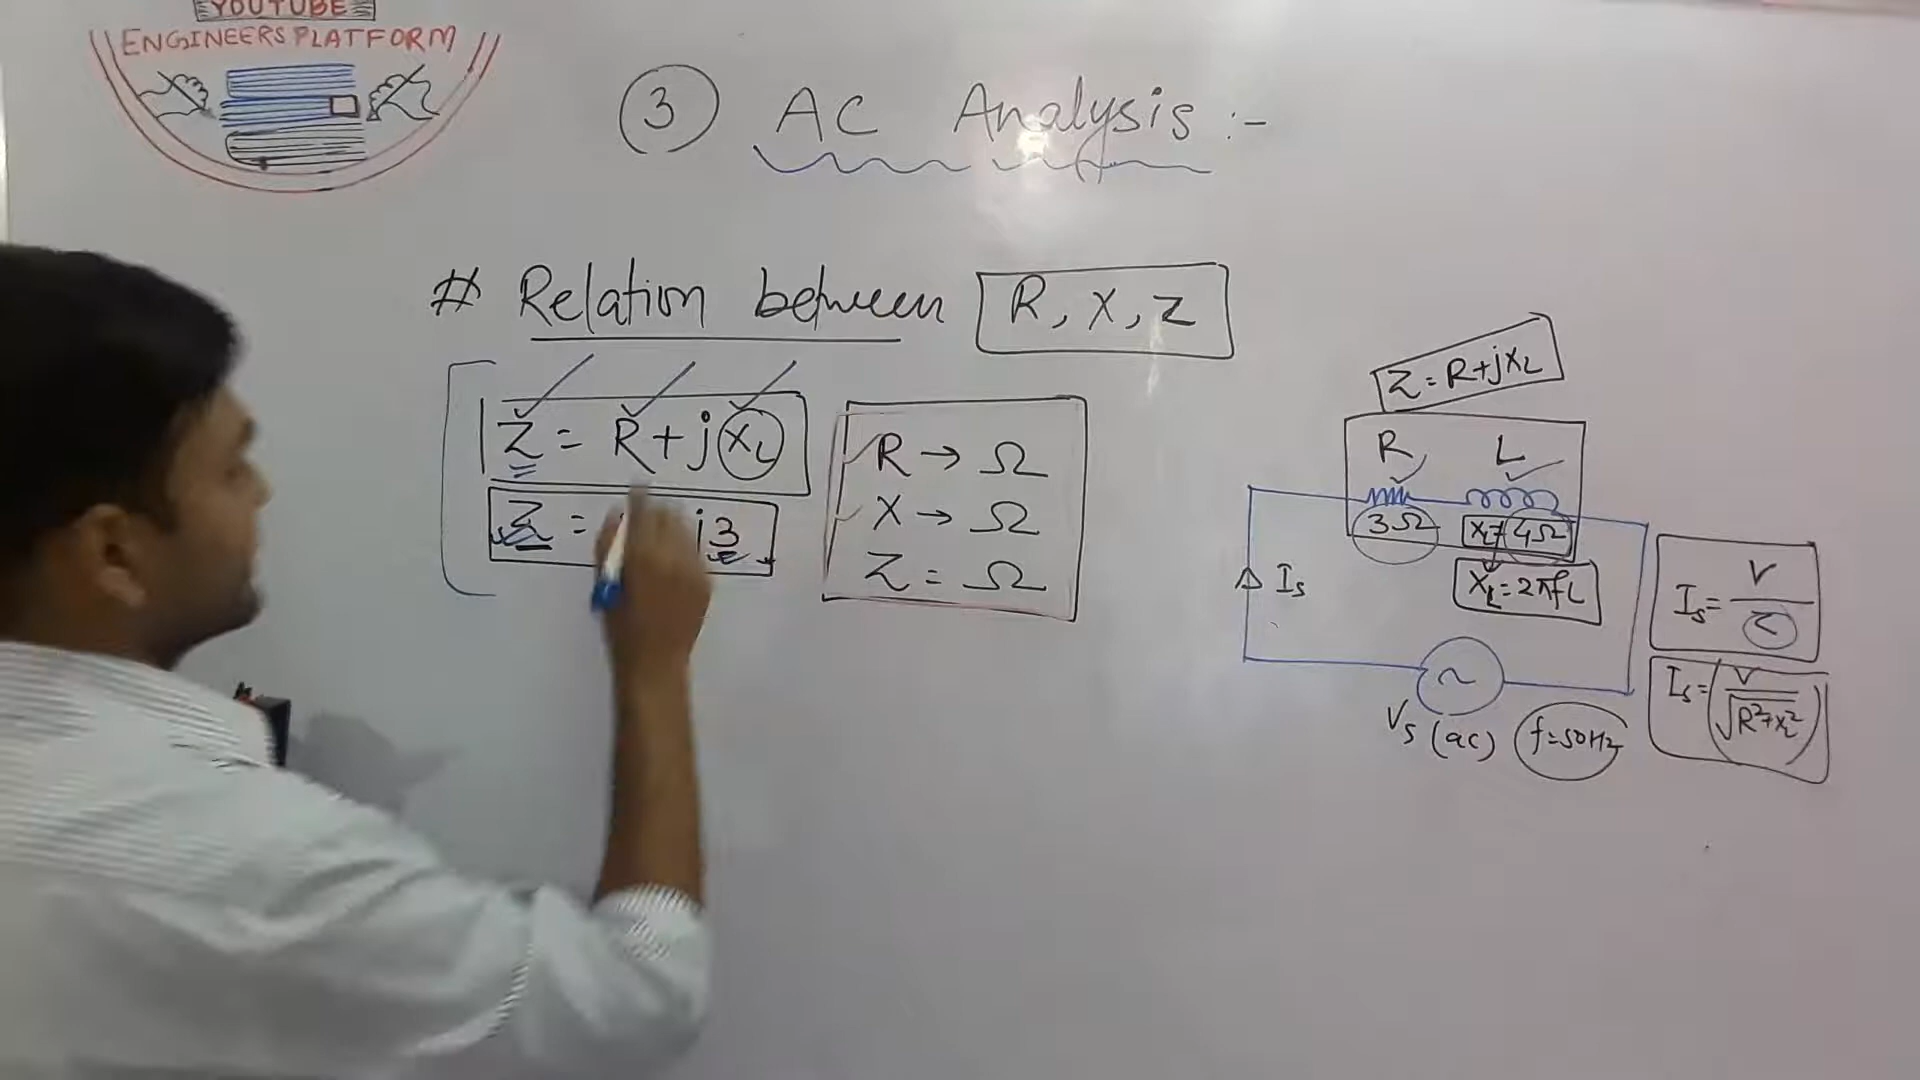 YOUTUBE
ENGINEERS PLATFORM
③ AC Analysis :-
# Relation between R, X, Z
Z = R + jXL
Z = j3
R → Ω
X → Ω
Z = Ω
Z = R+jXL
R L
3Ω XL=4Ω
XL=2πfL
Is
Vs (ac) f=50Hz
Is = V/Z
Is = (V/√R²+XL²)